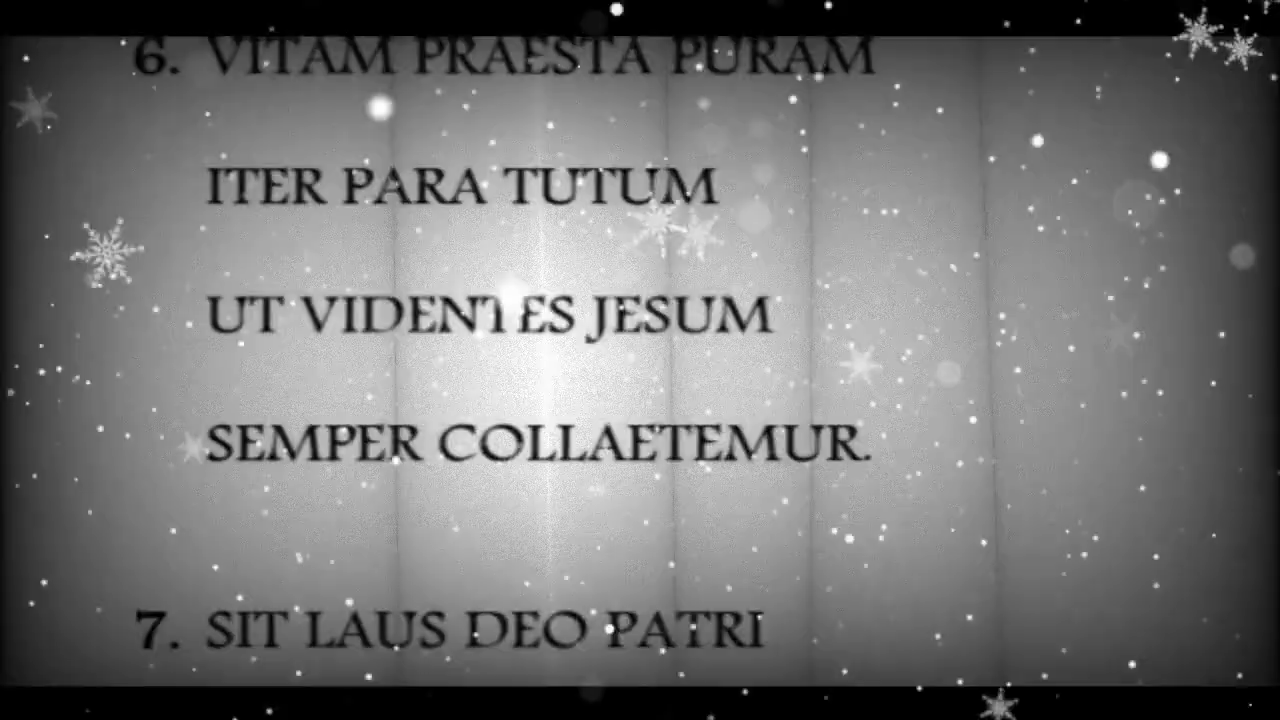 6. VITAM PRAESTA PURAM
ITER PARA TUTUM
UT VIDENTES JESUM
SEMPER COLLAETEMUR.
7. SIT LAUS DEO PATRI